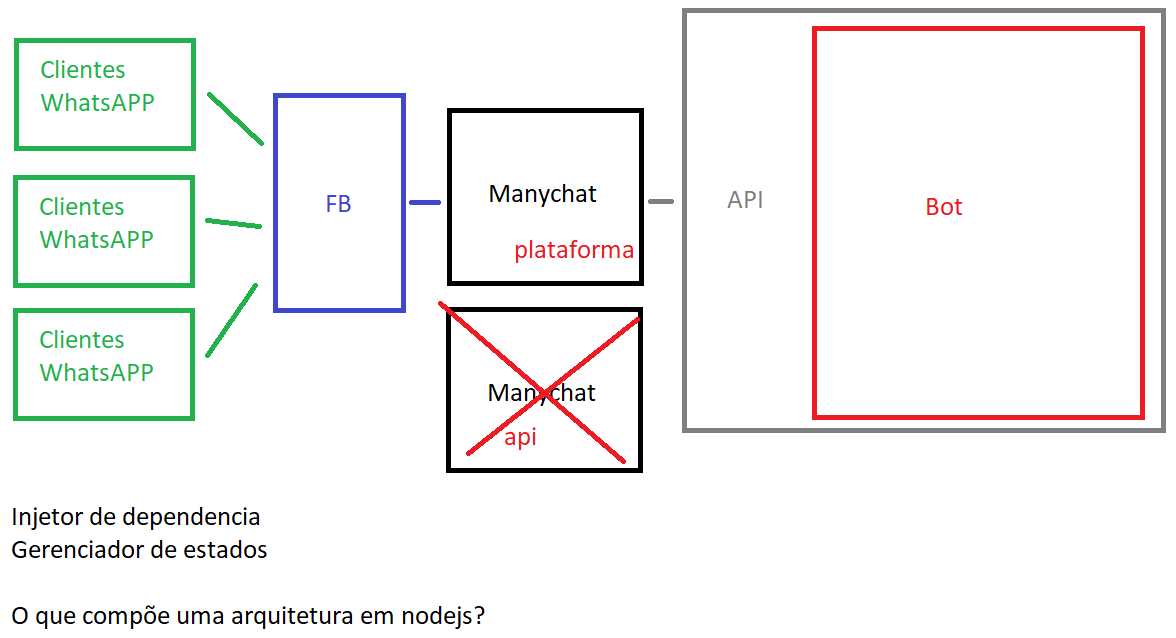 Clientes
WhatsAPP
Clientes
WhatsAPP
Clientes
WhatsAPP
FB
Manychat
plataforma
Manychat
api
API
Bot
Injetor de dependencia
Gerenciador de estados
O que compõe uma arquitetura em nodejs?